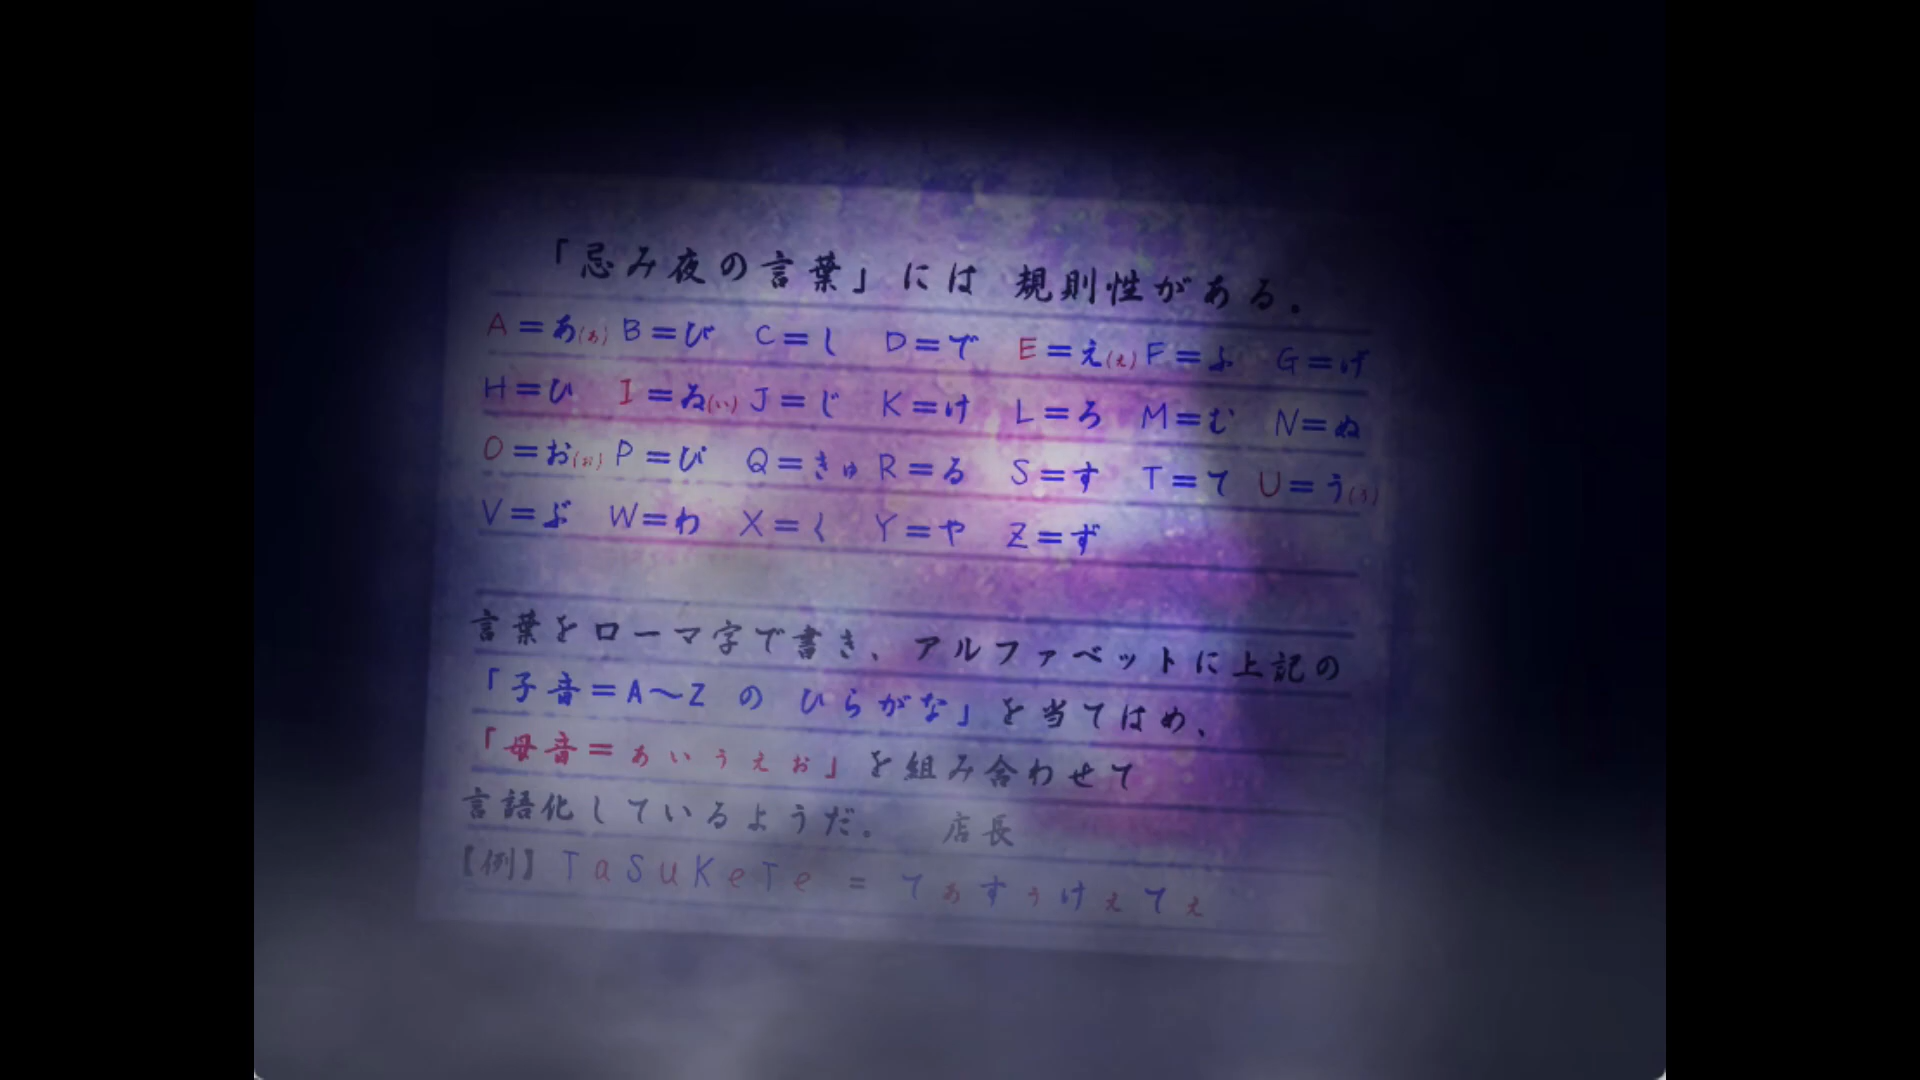 「忌み夜の言葉」には 規則性がある。
A=あ(ぁ) B=び C=し D=で E=え(ぇ) F=ふ G=げ
H=ひ I=ゐ(ぃ) J=じ K=け L=ろ M=む N=ぬ
O=お(ぉ) P=ぴ Q=きゅ R=る S=す T=て U=う(ぅ)
V=ぶ W=わ X=く Y=や Z=ず
言葉をローマ字で書き、アルファベットに上記の
「子音=A～Z の ひらがな」を当てはめ、
「母音=ぁぃぅぇぉ」を組み合わせて
言語化しているようだ。 店長
【例】TaSuKeTe = てぁすぅけぇてぇ